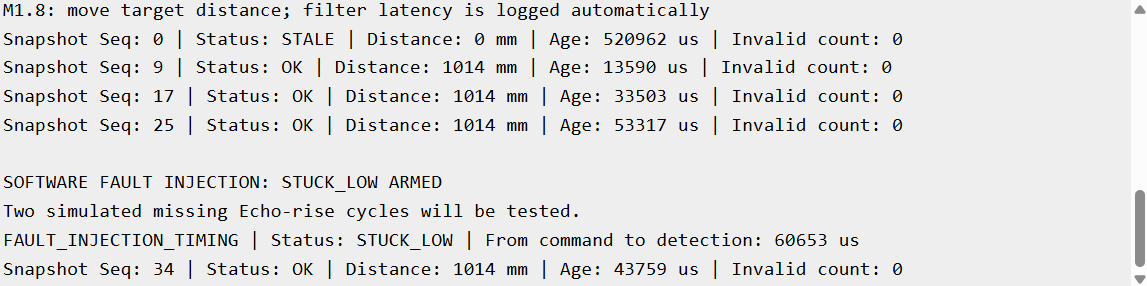 M1.8: move target distance; filter latency is logged automatically
Snapshot Seq: 0 | Status: STALE | Distance: 0 mm | Age: 520962 us | Invalid count: 0
Snapshot Seq: 9 | Status: OK | Distance: 1014 mm | Age: 13590 us | Invalid count: 0
Snapshot Seq: 17 | Status: OK | Distance: 1014 mm | Age: 33503 us | Invalid count: 0
Snapshot Seq: 25 | Status: OK | Distance: 1014 mm | Age: 53317 us | Invalid count: 0
SOFTWARE FAULT INJECTION: STUCK_LOW ARMED
Two simulated missing Echo-rise cycles will be tested.
FAULT_INJECTION_TIMING | Status: STUCK_LOW | From command to detection: 60653 us
Snapshot Seq: 34 | Status: OK | Distance: 1014 mm | Age: 43759 us | Invalid count: 0